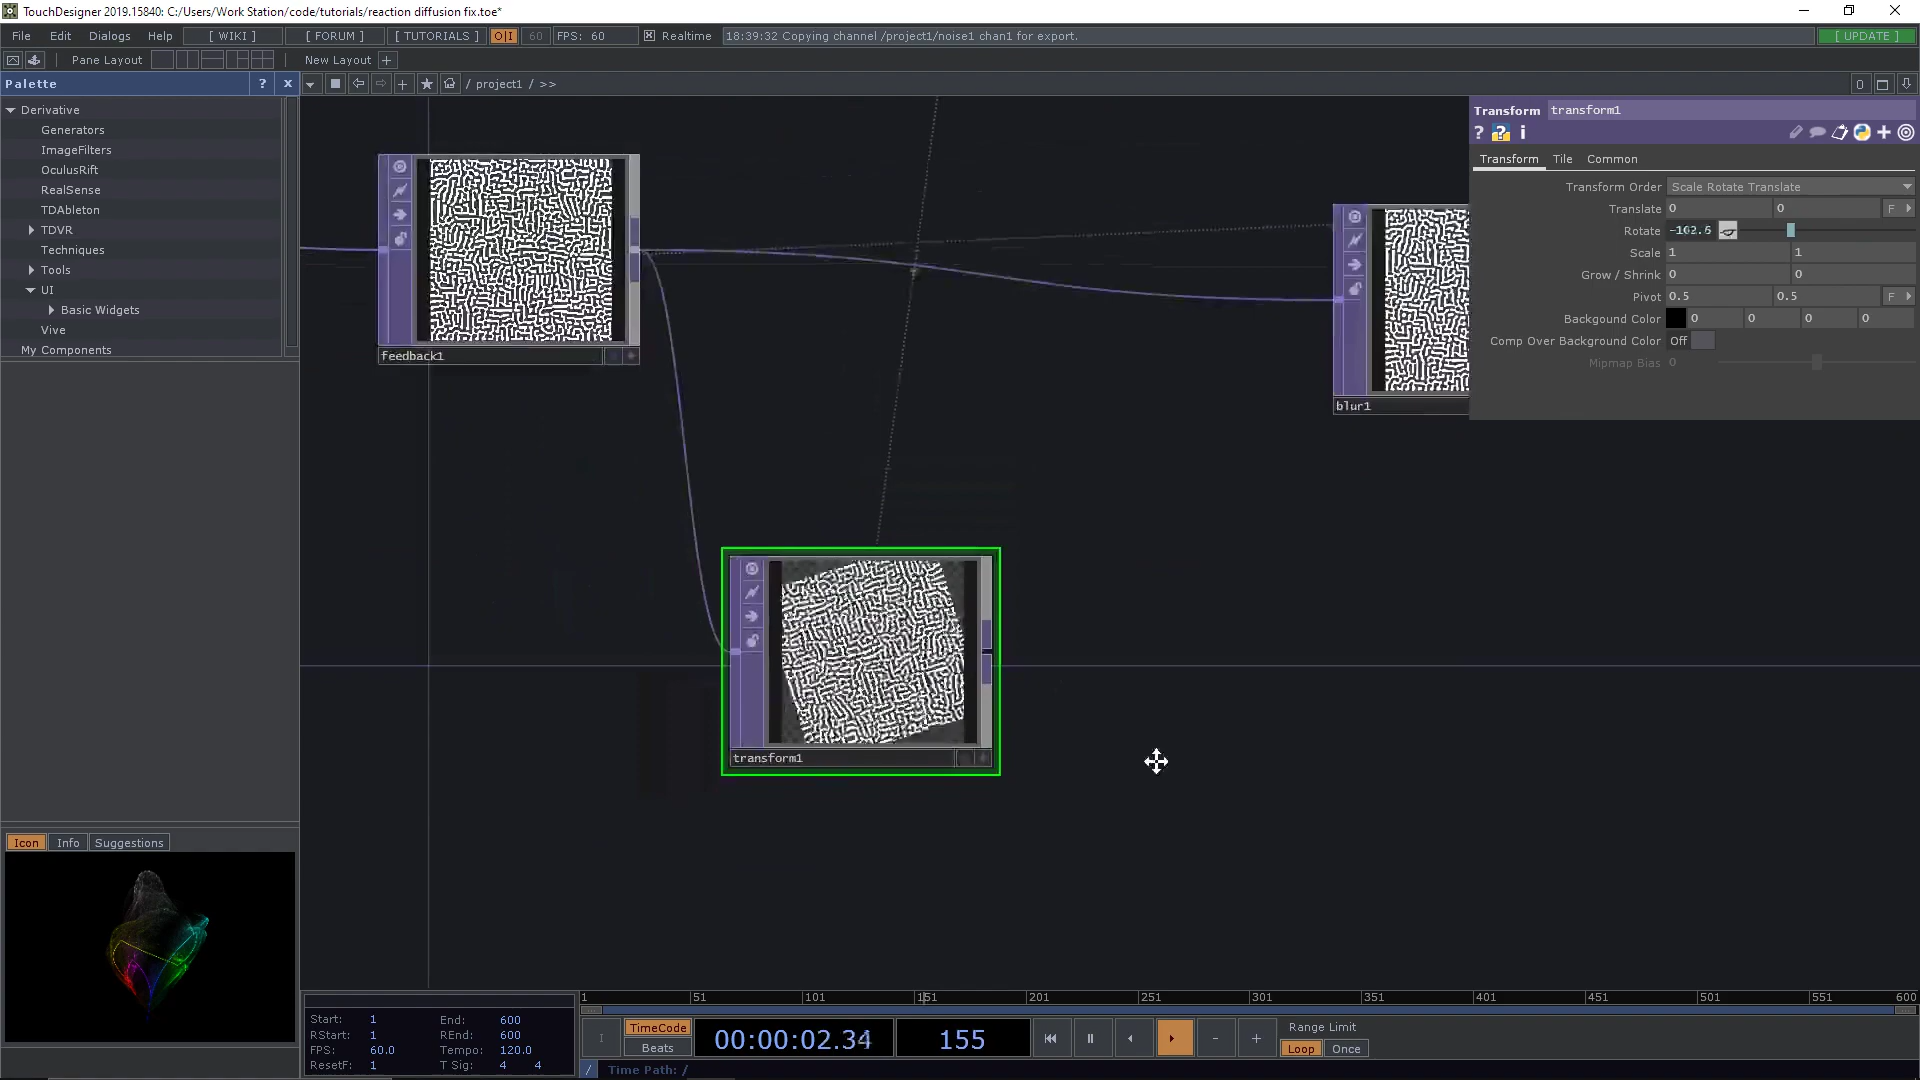 TouchDesigner 2019.15840: C:/Users/Work Station/code/tutorials/reaction diffusion fix.toe*
File Edit Dialogs Help [ WIKI ] [ FORUM ] [ TUTORIALS ] O|I 60 FPS: 60 Realtime 18:39:32 Copying channel /project1/noise1 chan1 for export. [ UPDATE ]
Pane Layout New Layout +
Palette ? x / project1 / >>
Derivative
Generators
ImageFilters
OculusRift
RealSense
TDAbleton
TDVR
Techniques
Tools
UI
Basic Widgets
Vive
My Components
feedback1
blur1
transform1
Transform transform1
? ? i
Transform Tile Common
Transform Order Scale Rotate Translate
Translate 0 0 F
Rotate
Scale 1 1
Grow / Shrink 0 0
Pivot 0.5 0.5 F
Background Color 0 0 0 0
Comp Over Background Color Off
Mipmap Bias 0
Icon Info Suggestions
1 51 101 151 201 251 301 351 401 451 501 551 600
Start: 1 End: 600
RStart: 1 REnd: 600
FPS: 60.0 Tempo: 120.0
ResetF: 1 T Sig: 4 4
TimeCode
Beats
00:00:02.34 155
Range Limit
Loop Once
/ Time Path: /